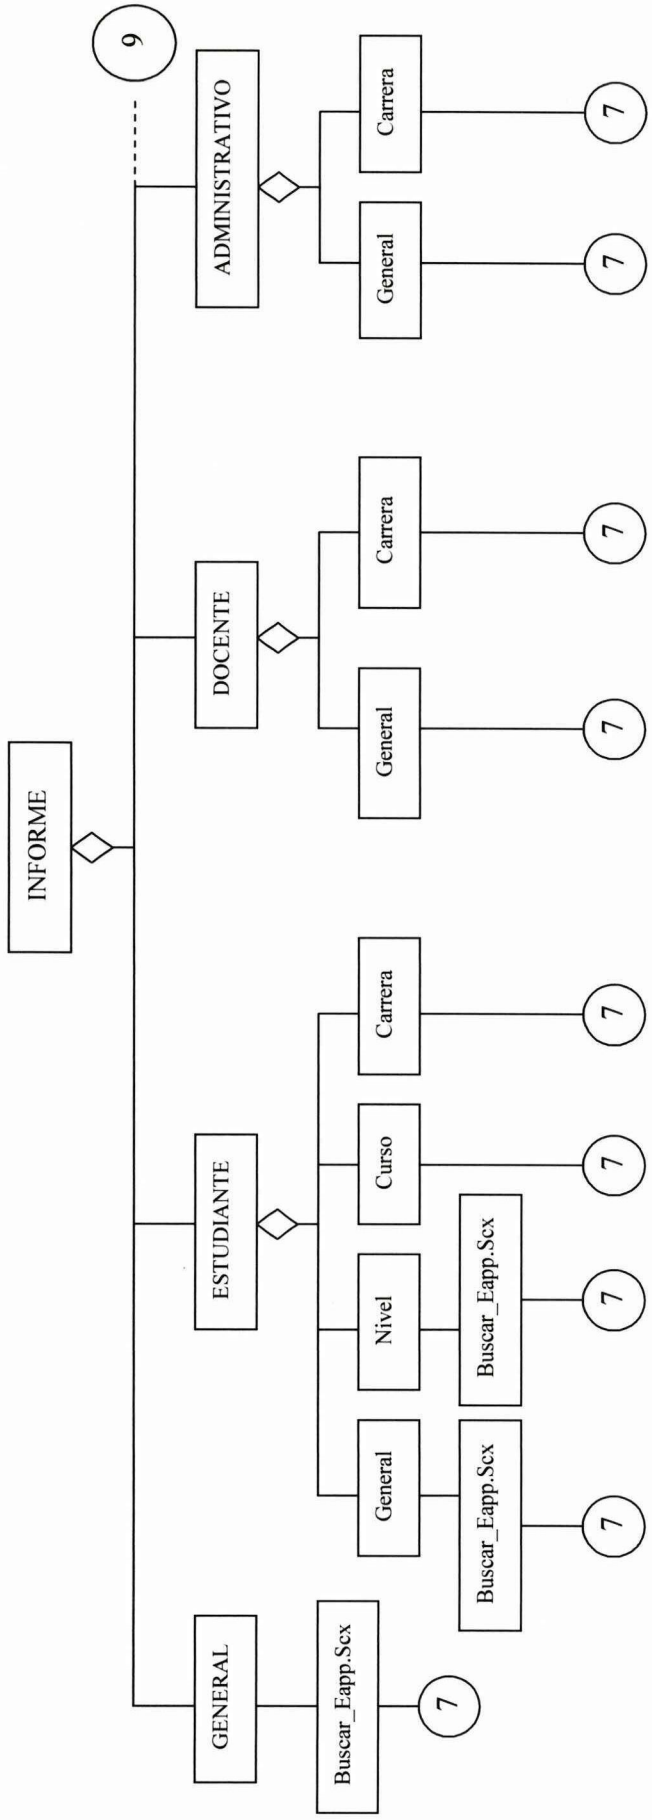 INFORME
9
GENERAL
ESTUDIANTE
DOCENTE
ADMINISTRATIVO
Buscar_Eapp.Scx
General
Nivel
Curso
Carrera
General
Carrera
General
Carrera
7
Buscar_Eapp.Scx
Buscar_Eapp.Scx
7
7
7
7
7
7
7
7